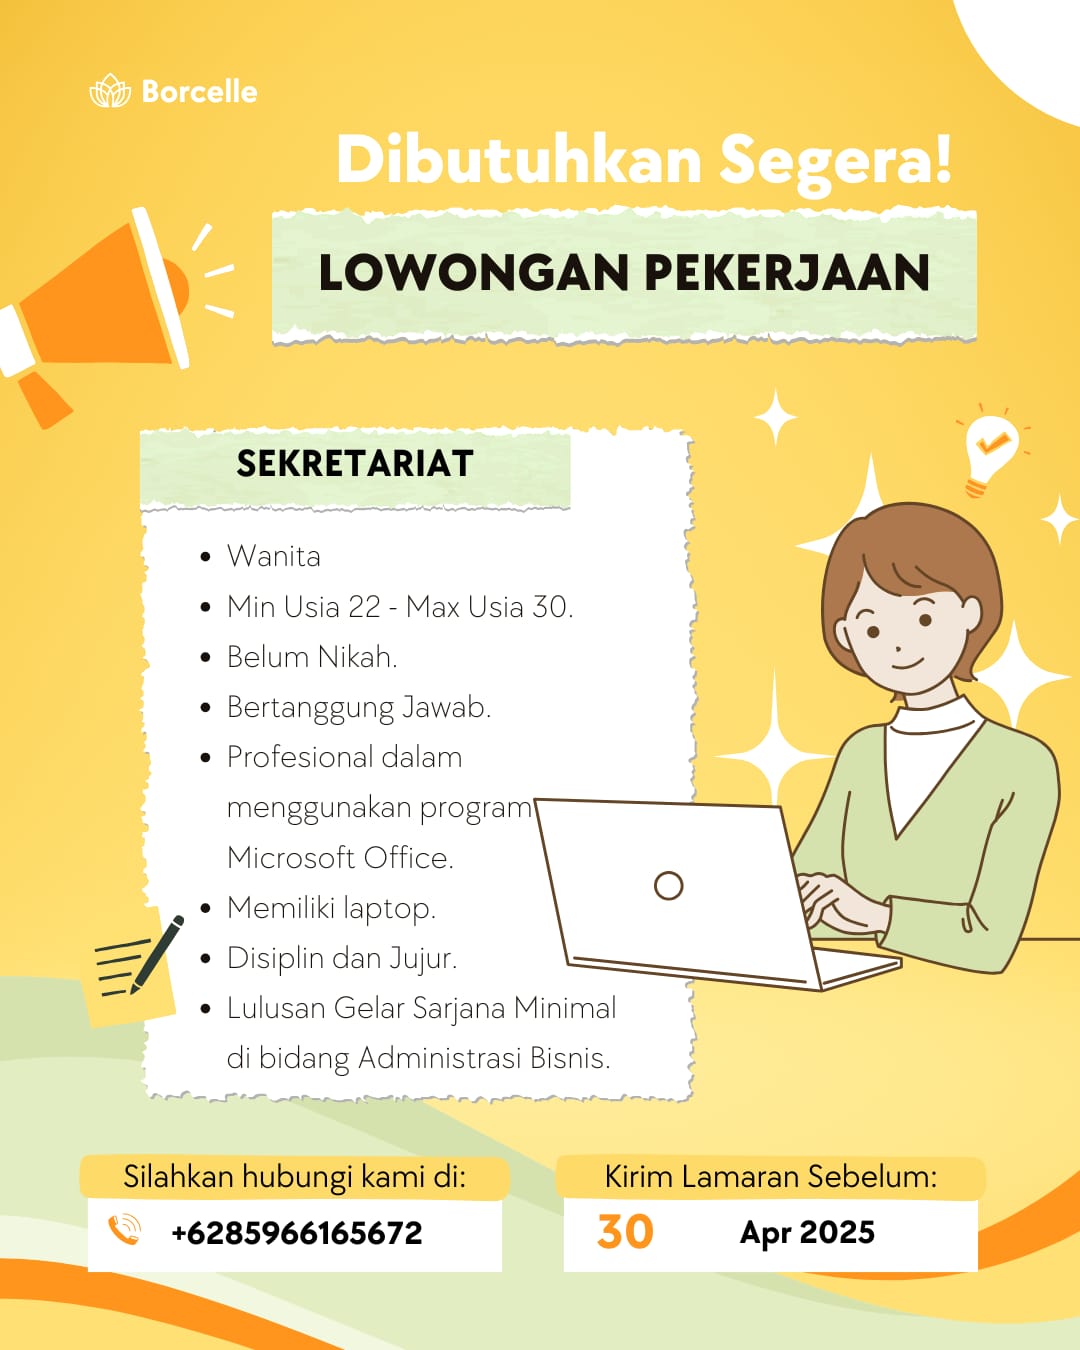 Borcelle
Dibutuhkan Segera!
LOWONGAN PEKERJAAN
SEKRETARIAT
• Wanita
• Min Usia 22 - Max Usia 30.
• Belum Nikah.
• Bertanggung Jawab.
• Profesional dalam
menggunakan program
Microsoft Office.
• Memiliki laptop.
• Disiplin dan Jujur.
• Lulusan Gelar Sarjana Minimal
di bidang Administrasi Bisnis.
Silahkan hubungi kami di:
+6285966165672
Kirim Lamaran Sebelum:
30 Apr 2025